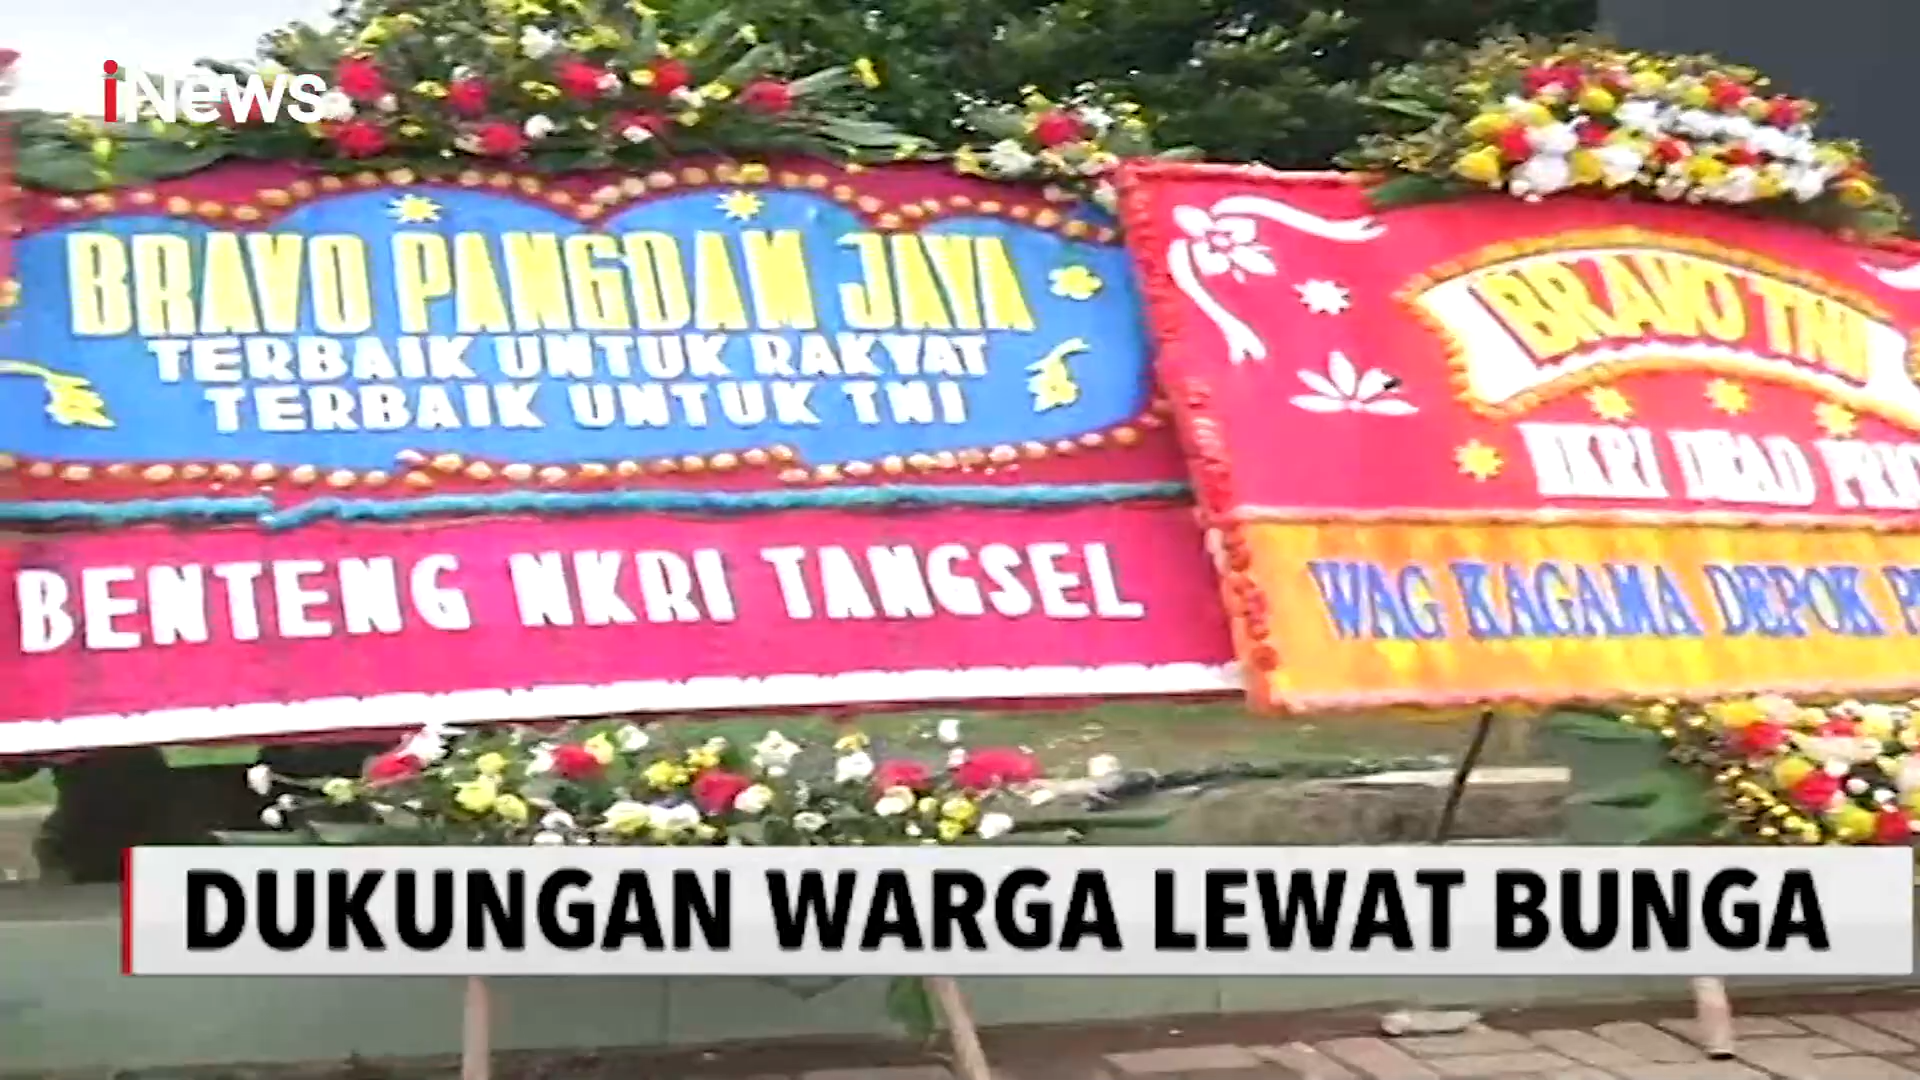 iNews
BRAVO PANGDAM JAYA
TERBAIK UNTUK RAKYAT
TERBAIK UNTUK TNI
BENTENG NKRI TANGSEL
BRAVO TNI
NKRI DEAD
WAG KAGAMA DEPOK
DUKUNGAN WARGA LEWAT BUNGA